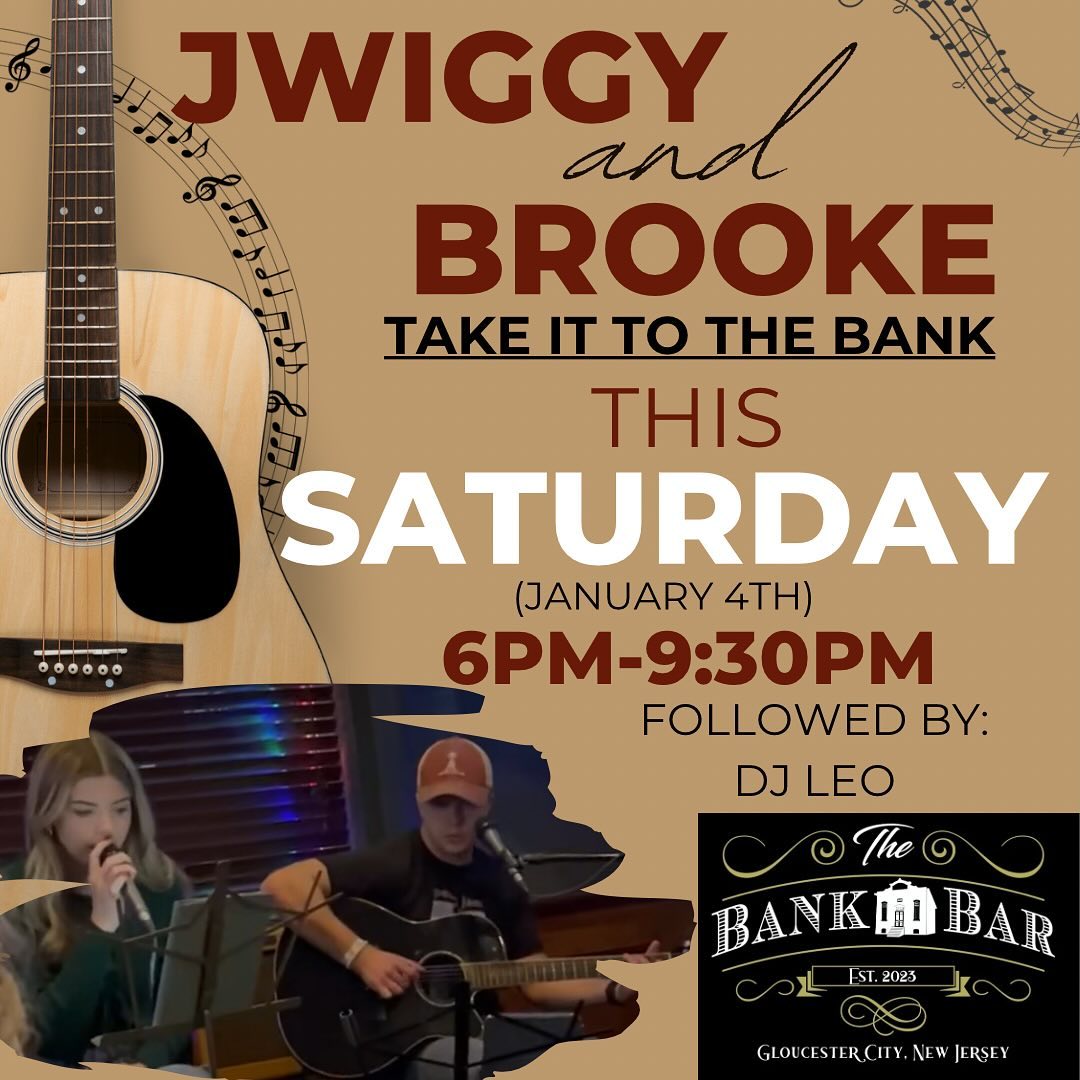 JWIGGY
and
BROOKE
TAKE IT TO THE BANK
THIS
SATURDAY
(JANUARY 4TH)
6PM-9:30PM
FOLLOWED BY:
DJ LEO
The
BANK BAR
EST. 2023
GLOUCESTER CITY, NEW JERSEY